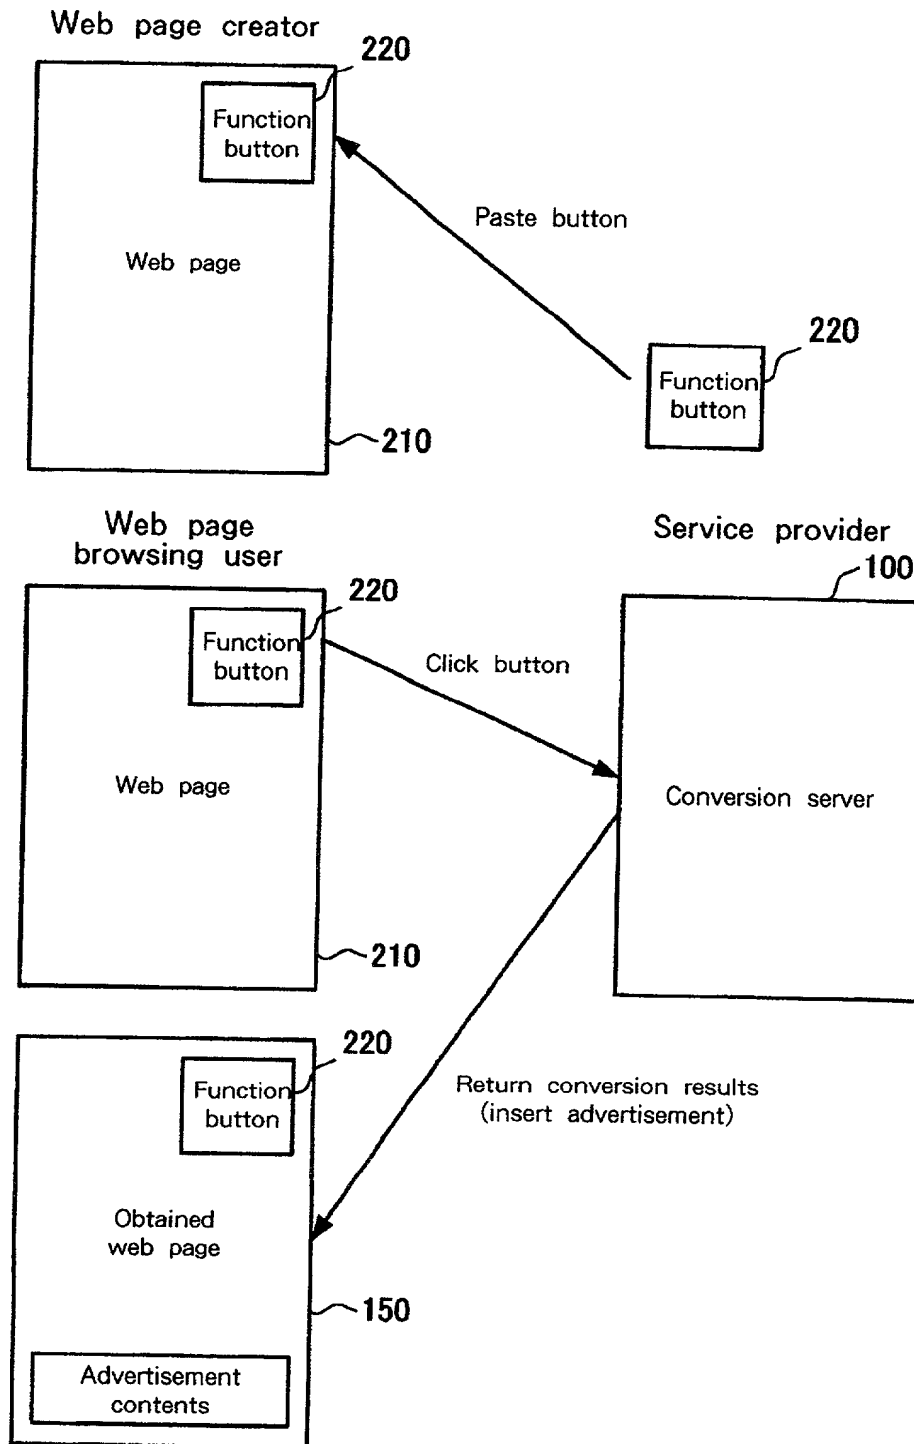 Web page creator
220
Function
button
Paste button
Web page
220
Function
button
210
Web page
browsing user
Service provider
100
220
Function
button
Click button
Web page
Conversion server
210
220
Function
button
Return conversion results
(insert advertisement)
Obtained
web page
150
Advertisement
contents